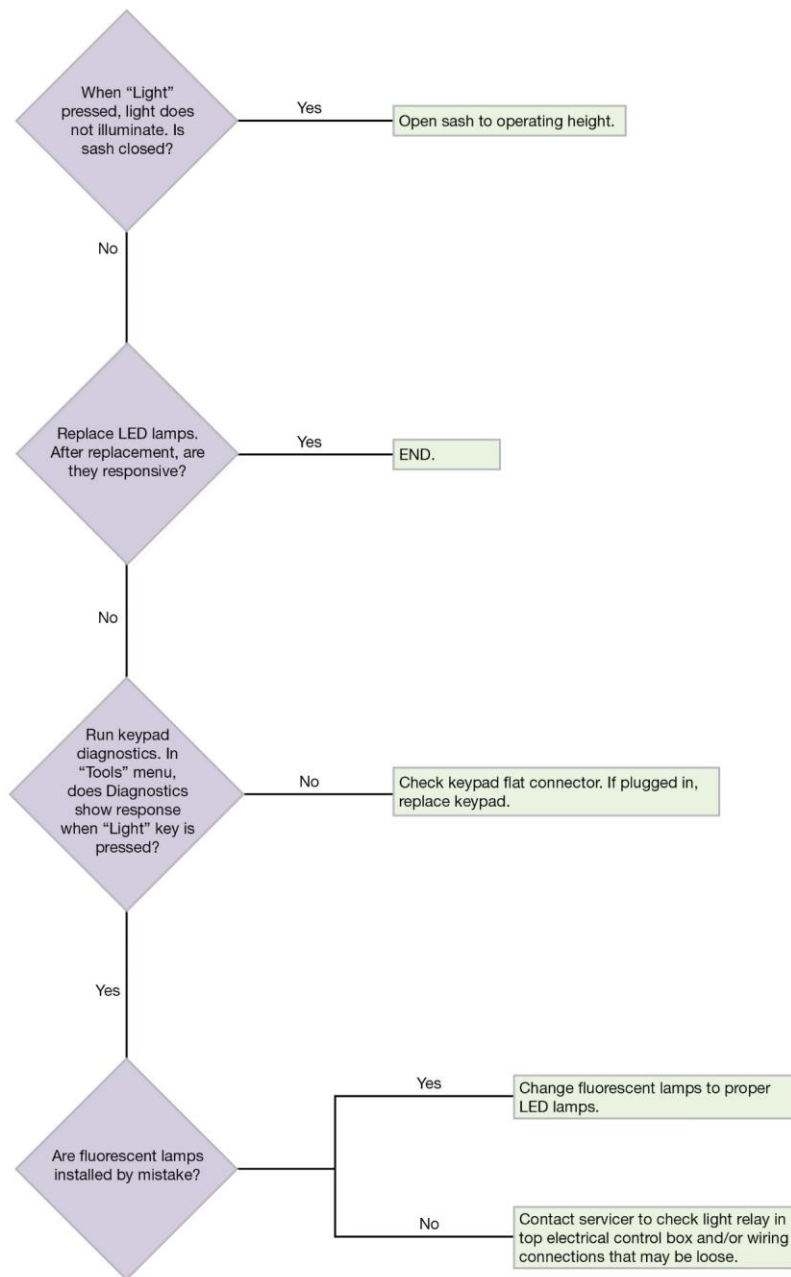 When “Light”
pressed, light does
not illuminate. Is
sash closed?
Yes
Open sash to operating height.
No
Replace LED lamps.
After replacement, are
they responsive?
Yes
END.
No
Run keypad
diagnostics. In
“Tools” menu,
does Diagnostics
show response
when “Light” key is
pressed?
No
Check keypad flat connector. If plugged in,
replace keypad.
Yes
Are fluorescent lamps
installed by mistake?
Yes
Change fluorescent lamps to proper
LED lamps.
No
Contact servicer to check light relay in
top electrical control box and/or wiring
connections that may be loose.